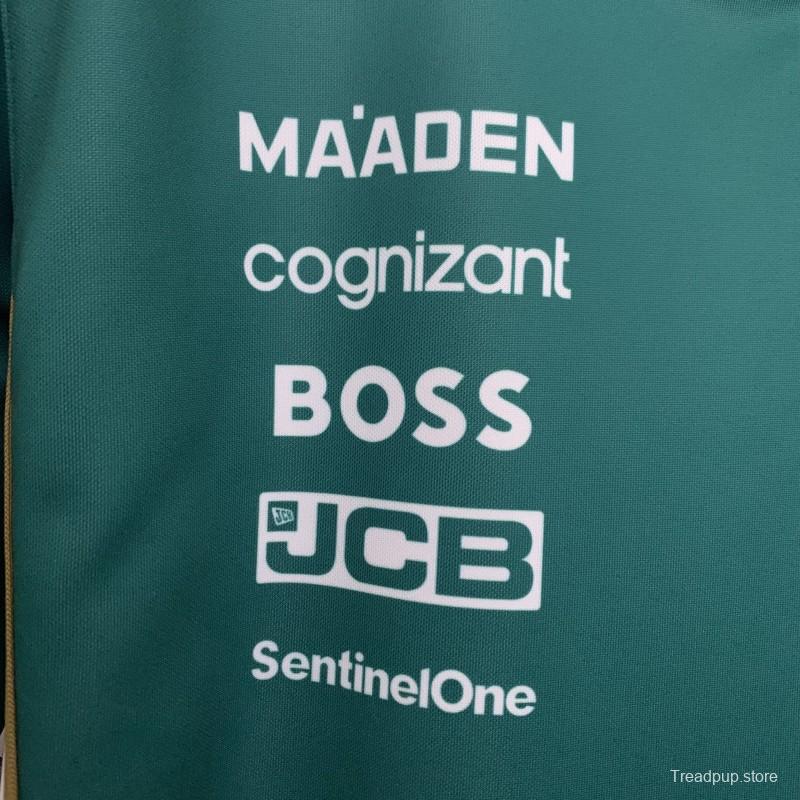 MA'ADEN
cognizant
BOSS
JCB JCB
SentinelOne
Treadpup.store